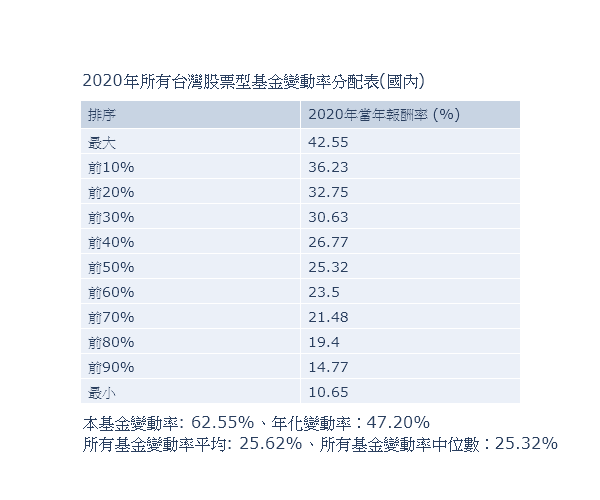 2020年所有台灣股票型基金變動率分配表(國內)
排序 2020年當年報酬率 (%)
最大 42.55
前10% 36.23
前20% 32.75
前30% 30.63
前40% 26.77
前50% 25.32
前60% 23.5
前70% 21.48
前80% 19.4
前90% 14.77
最小 10.65
本基金變動率: 62.55%、年化變動率：47.20%
所有基金變動率平均: 25.62%、所有基金變動率中位數：25.32%